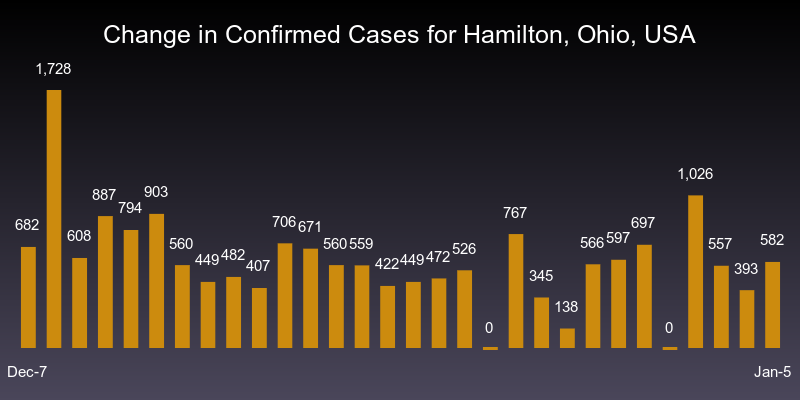 Change in Confirmed Cases for Hamilton, Ohio, USA
1,728
1,026
887 794 903
767
682 608 706 671 697
560 449 482 407 560 559 422 449 472 526 345 138 566 597 557 393 582
0 0
Dec-7 Jan-5